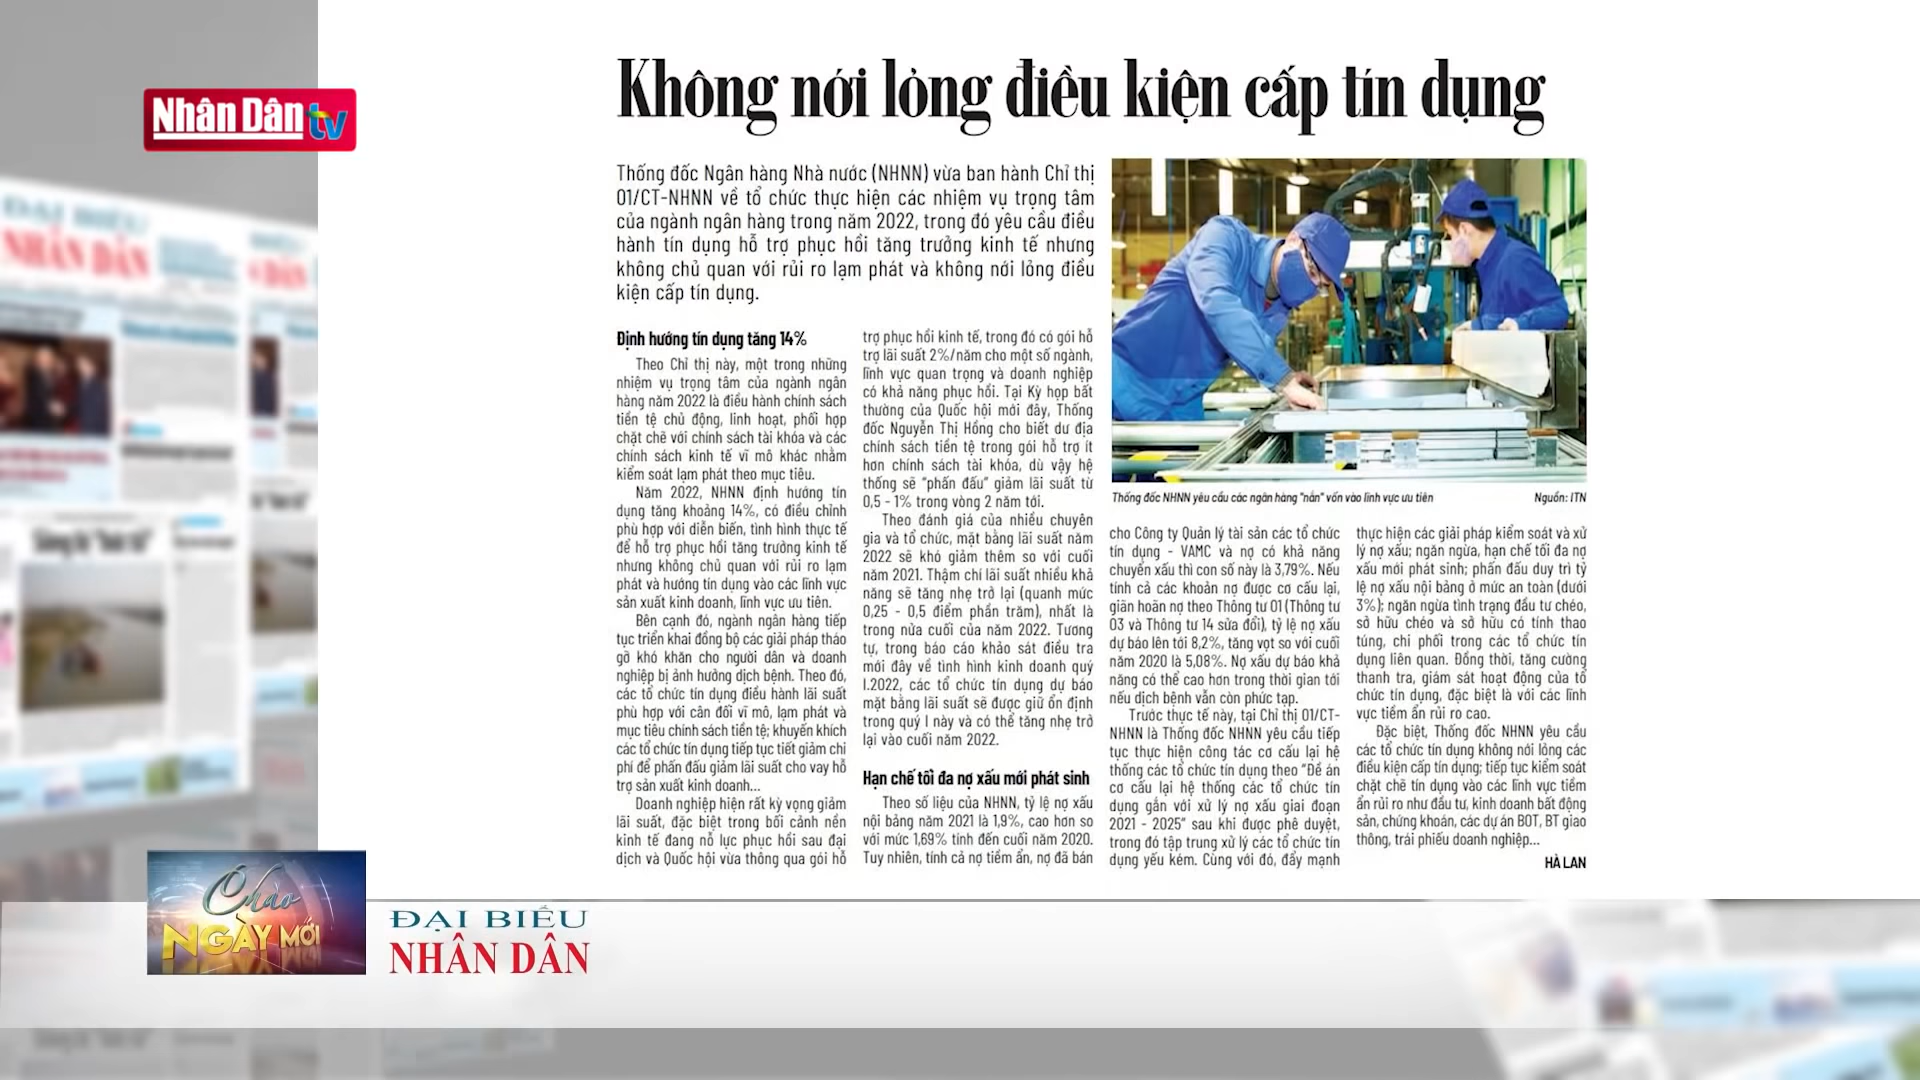 Nhân Dân tv
Không nới lỏng điều kiện cấp tín dụng
Thống đốc Ngân hàng Nhà nước (NHNN) vừa ban hành Chỉ thị
01/CT-NHNN về tổ chức thực hiện các nhiệm vụ trọng tâm
của ngành ngân hàng trong năm 2022, trong đó yêu cầu điều
hành tín dụng hỗ trợ phục hồi tăng trưởng kinh tế nhưng
không chủ quan với rủi ro lạm phát và không nới lỏng điều
kiện cấp tín dụng.
Định hướng tín dụng tăng 14%
Theo Chỉ thị này, một trong những
nhiệm vụ trọng tâm của ngành ngân
hàng năm 2022 là điều hành chính sách
tiền tệ chủ động, linh hoạt, phối hợp
chặt chẽ với chính sách tài khóa và các
chính sách kinh tế vĩ mô khác nhằm
kiểm soát lạm phát theo mục tiêu.
Năm 2022, NHNN định hướng tín
dụng tăng khoảng 14%, có điều chỉnh
phù hợp với diễn biến, tình hình thực tế
để hỗ trợ phục hồi tăng trưởng kinh tế
nhưng không chủ quan với rủi ro lạm
phát và hướng tín dụng vào các lĩnh vực
sản xuất kinh doanh, lĩnh vực ưu tiên.
Bên cạnh đó, ngành ngân hàng tiếp
tục triển khai đồng bộ các giải pháp tháo
gỡ khó khăn cho người dân và doanh
nghiệp bị ảnh hưởng dịch bệnh. Theo đó,
các tổ chức tín dụng điều hành lãi suất
phù hợp với cân đối vĩ mô, lạm phát và
mục tiêu chính sách tiền tệ; khuyến khích
các tổ chức tín dụng tiếp tục tiết giảm chi
phí để phấn đấu giảm lãi suất cho vay hỗ
trợ sản xuất kinh doanh...
Doanh nghiệp hiện rất kỳ vọng giảm
lãi suất, đặc biệt trong bối cảnh nền
kinh tế đang nỗ lực phục hồi sau đại
dịch và Quốc hội vừa thông qua gói hỗ
trợ phục hồi kinh tế, trong đó có gói hỗ
trợ lãi suất 2%/năm cho một số ngành,
lĩnh vực quan trọng và doanh nghiệp
có khả năng phục hồi. Tại Kỳ họp bất
thường của Quốc hội mới đây, Thống
đốc Nguyễn Thị Hồng cho biết dư địa
chính sách tiền tệ trong gói hỗ trợ ít
hơn chính sách tài khóa, dù vậy hệ
thống sẽ "phấn đấu" giảm lãi suất từ
0,5 - 1% trong vòng 2 năm tới.
Theo đánh giá của nhiều chuyên
gia và tổ chức, mặt bằng lãi suất năm
2022 sẽ khó giảm thêm so với cuối
năm 2021. Thậm chí lãi suất nhiều khả
năng sẽ tăng nhẹ trở lại (quanh mức
0,25 - 0,5 điểm phần trăm), nhất là
trong nửa cuối của năm 2022. Tương
tự, trong báo cáo khảo sát điều tra
mới đây về tình hình kinh doanh quý
I.2022, các tổ chức tín dụng dự báo
mặt bằng lãi suất sẽ được giữ ổn định
trong quý I này và có thể tăng nhẹ trở
lại vào cuối năm 2022.
Hạn chế tối đa nợ xấu mới phát sinh
Theo số liệu của NHNN, tỷ lệ nợ xấu
nội bảng năm 2021 là 1,9%, cao hơn so
với mức 1,69% tính đến cuối năm 2020.
Tuy nhiên, tính cả nợ tiềm ẩn, nợ đã bán
Thống đốc NHNN yêu cầu các ngân hàng "nắn" vốn vào lĩnh vực ưu tiên
Nguồn: ITN
cho Công ty Quản lý tài sản các tổ chức
tín dụng - VAMC và nợ có khả năng
chuyển xấu thì con số này là 3,79%. Nếu
tính cả các khoản nợ được cơ cấu lại,
giãn hoãn nợ theo Thông tư 01 (Thông tư
03 và Thông tư 14 sửa đổi), tỷ lệ nợ xấu
dự báo lên tới 8,2%, tăng vọt so với cuối
năm 2020 là 5,08%. Nợ xấu dự báo khả
năng có thể cao hơn trong thời gian tới
nếu dịch bệnh vẫn còn phức tạp.
Trước thực tế này, tại Chỉ thị 01/CT-
NHNN là Thống đốc NHNN yêu cầu tiếp
tục thực hiện công tác cơ cấu lại hệ
thống các tổ chức tín dụng theo "Đề án
cơ cấu lại hệ thống các tổ chức tín
dụng gắn với xử lý nợ xấu giai đoạn
2021 - 2025" sau khi được phê duyệt,
trong đó tập trung xử lý các tổ chức tín
dụng yếu kém. Cùng với đó, đẩy mạnh
thực hiện các giải pháp kiểm soát và xử
lý nợ xấu; ngăn ngừa, hạn chế tối đa nợ
xấu mới phát sinh; phấn đấu duy trì tỷ
lệ nợ xấu nội bảng ở mức an toàn (dưới
3%); ngăn ngừa tình trạng đầu tư chéo,
sở hữu chéo và sở hữu có tính thao
túng, chi phối trong các tổ chức tín
dụng liên quan. Đồng thời, tăng cường
thanh tra, giám sát hoạt động của tổ
chức tín dụng, đặc biệt là với các lĩnh
vực tiềm ẩn rủi ro cao.
Đặc biệt, Thống đốc NHNN yêu cầu
các tổ chức tín dụng không nới lỏng các
điều kiện cấp tín dụng; tiếp tục kiểm soát
chặt chẽ tín dụng vào các lĩnh vực tiềm
ẩn rủi ro như đầu tư, kinh doanh bất động
sản, chứng khoán, các dự án BOT, BT giao
thông, trái phiếu doanh nghiệp...
HÀ LAN
Chào
NGÀY MỚI
ĐẠI BIỂU
NHÂN DÂN
ĐẠI BIỂU
NHÂN DÂN